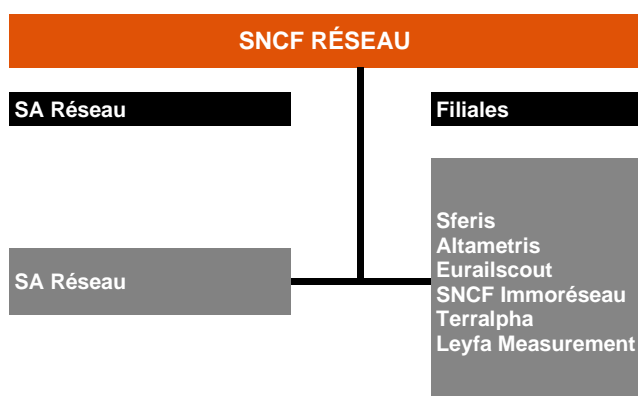 SNCF RÉSEAU
SA Réseau
Filiales
SA Réseau
Sferis
Altametris
Eurailscout
SNCF Immoréseau
Terralpha
Leyfa Measurement